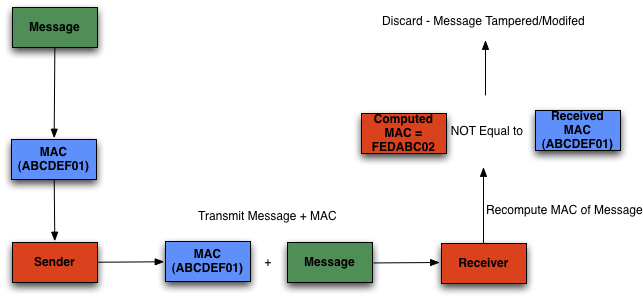 Discard - Message Tampered/Modifed
Message
Computed
MAC =
FEDABC02
NOT Equal to
Received
MAC
(ABCDEF01)
MAC
(ABCDEF01)
Transmit Message + MAC
Recompute MAC of Message
Sender
MAC
(ABCDEF01)
+
Message
Receiver